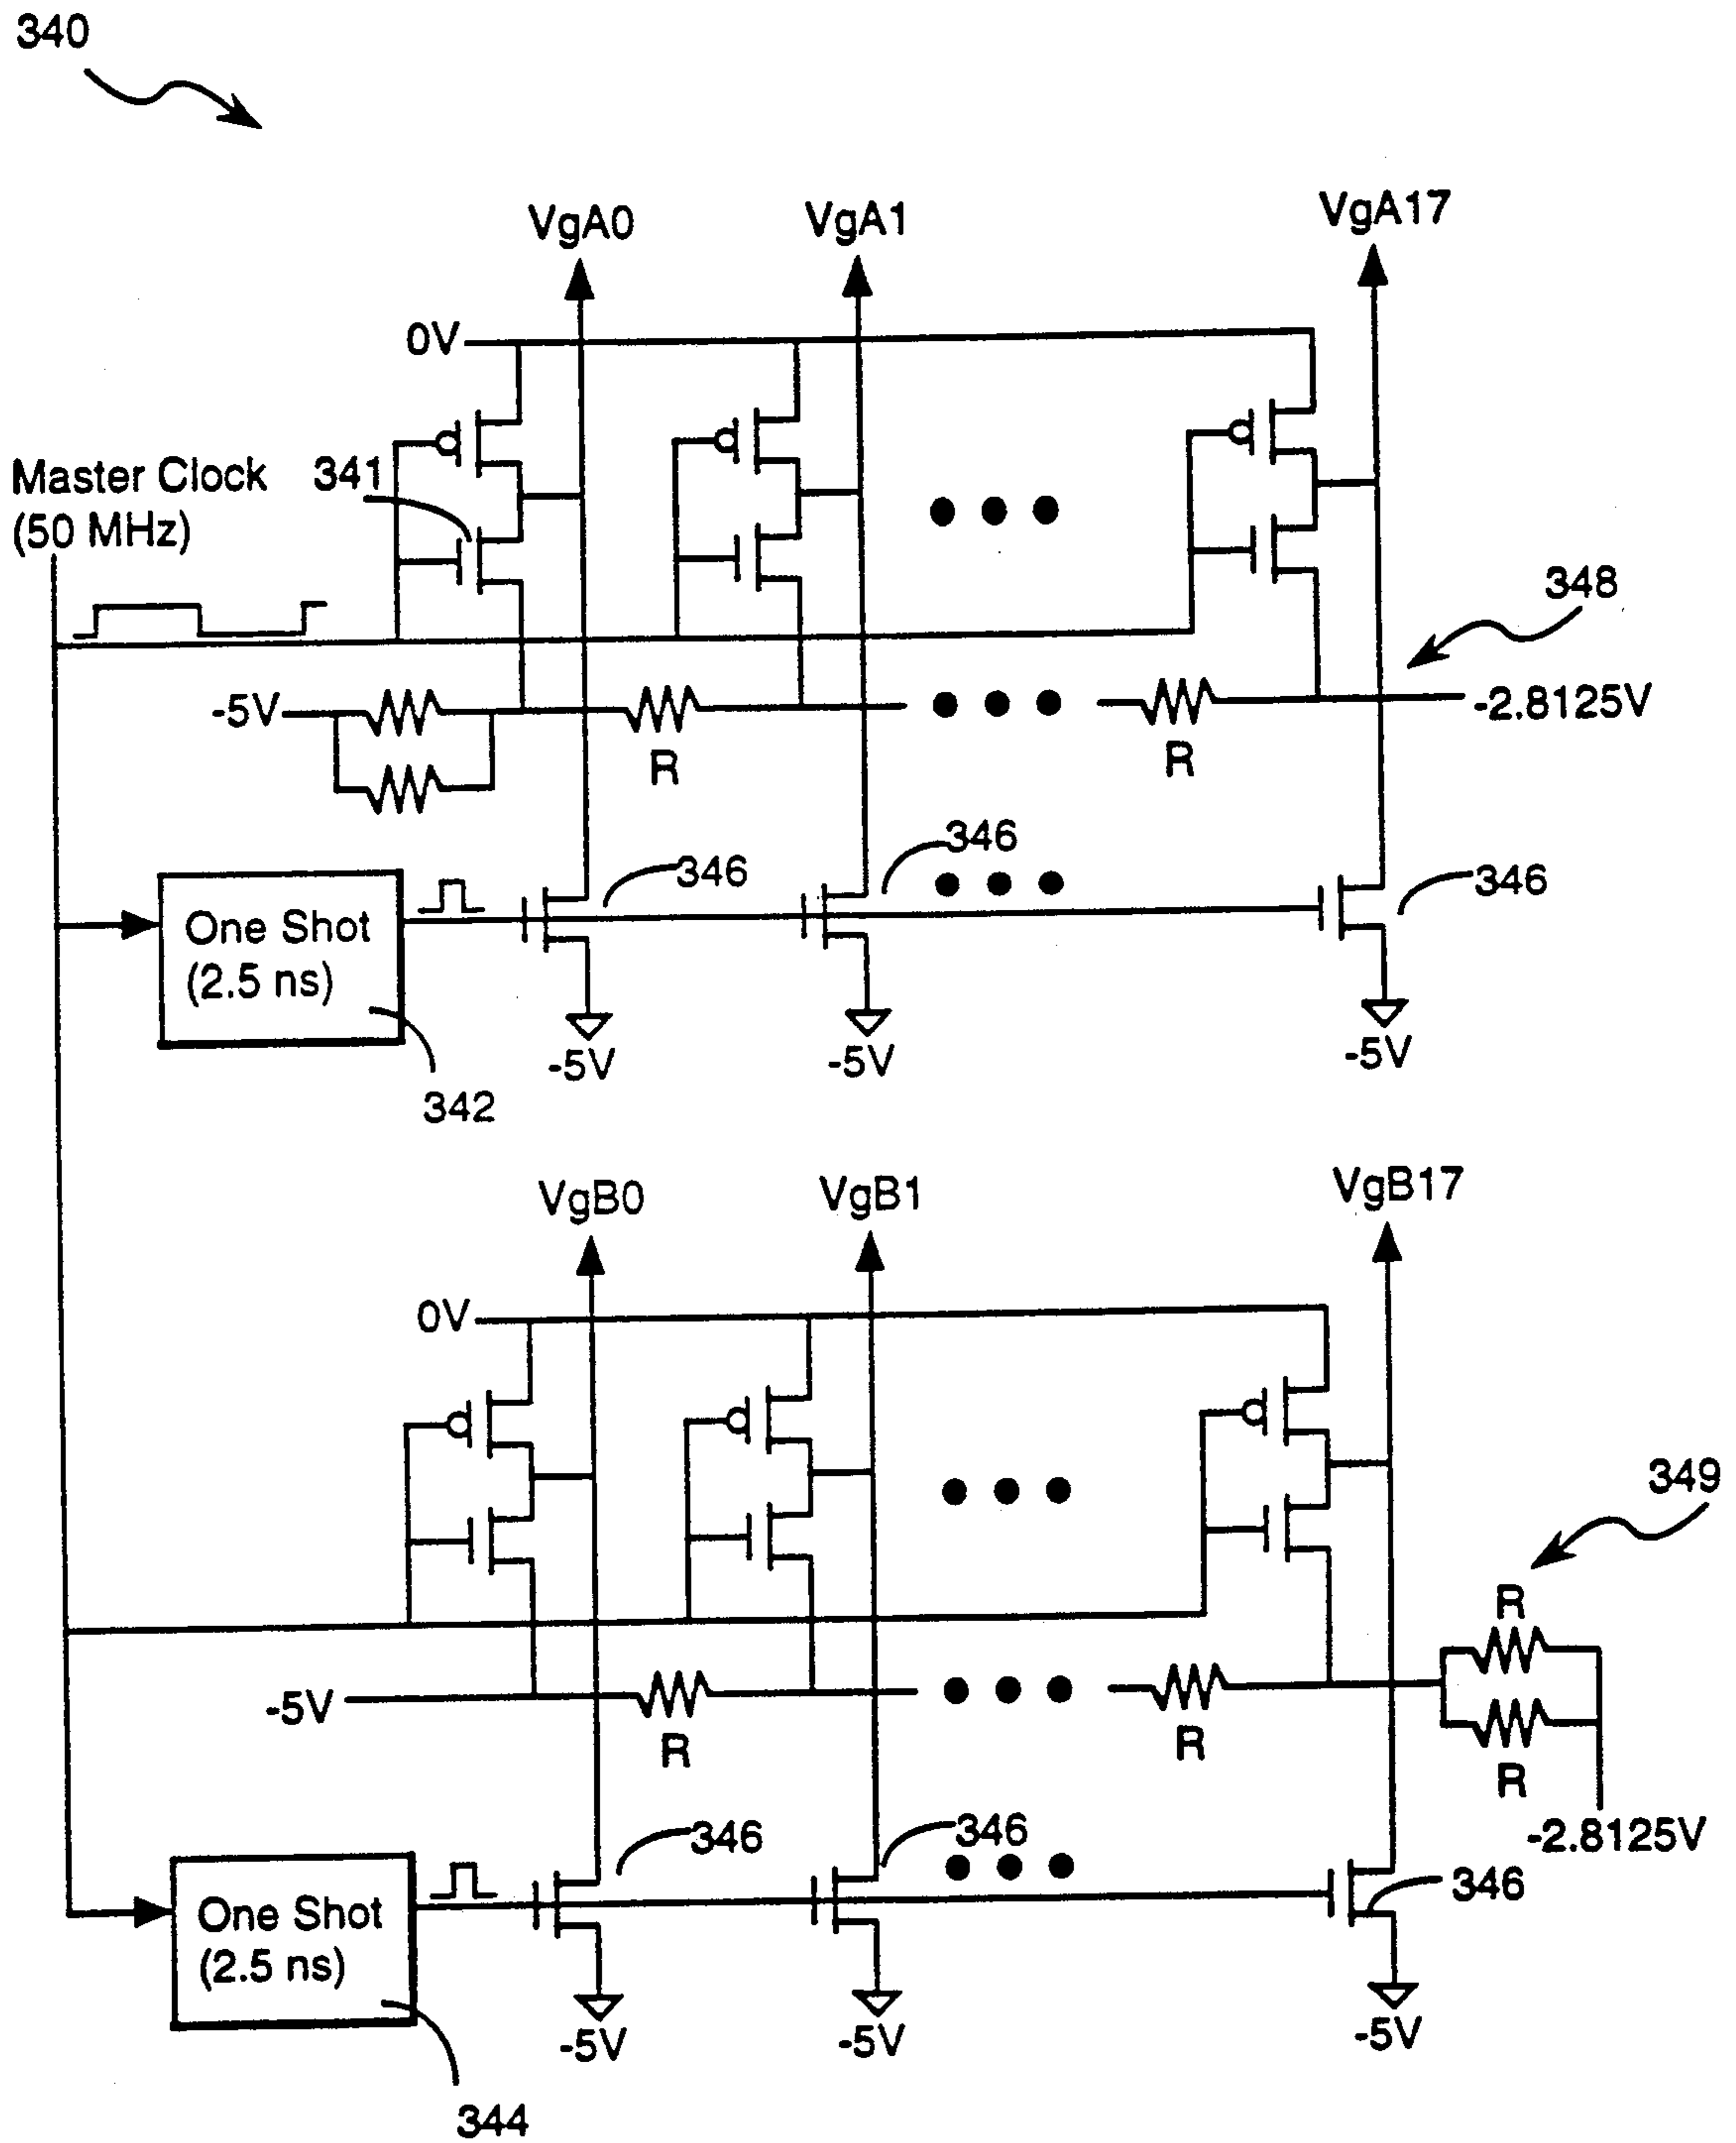 340
VgA0
VgA1
VgA17
0V
Master Clock
(50 MHz)
341
348
-5V
R
R
-2.8125V
346
346
346
One Shot
(2.5 ns)
342
-5V
-5V
-5V
VgB0
VgB1
VgB17
0V
349
R
-5V
R
R
R
-2.8125V
346
346
346
One Shot
(2.5 ns)
344
-5V
-5V
-5V